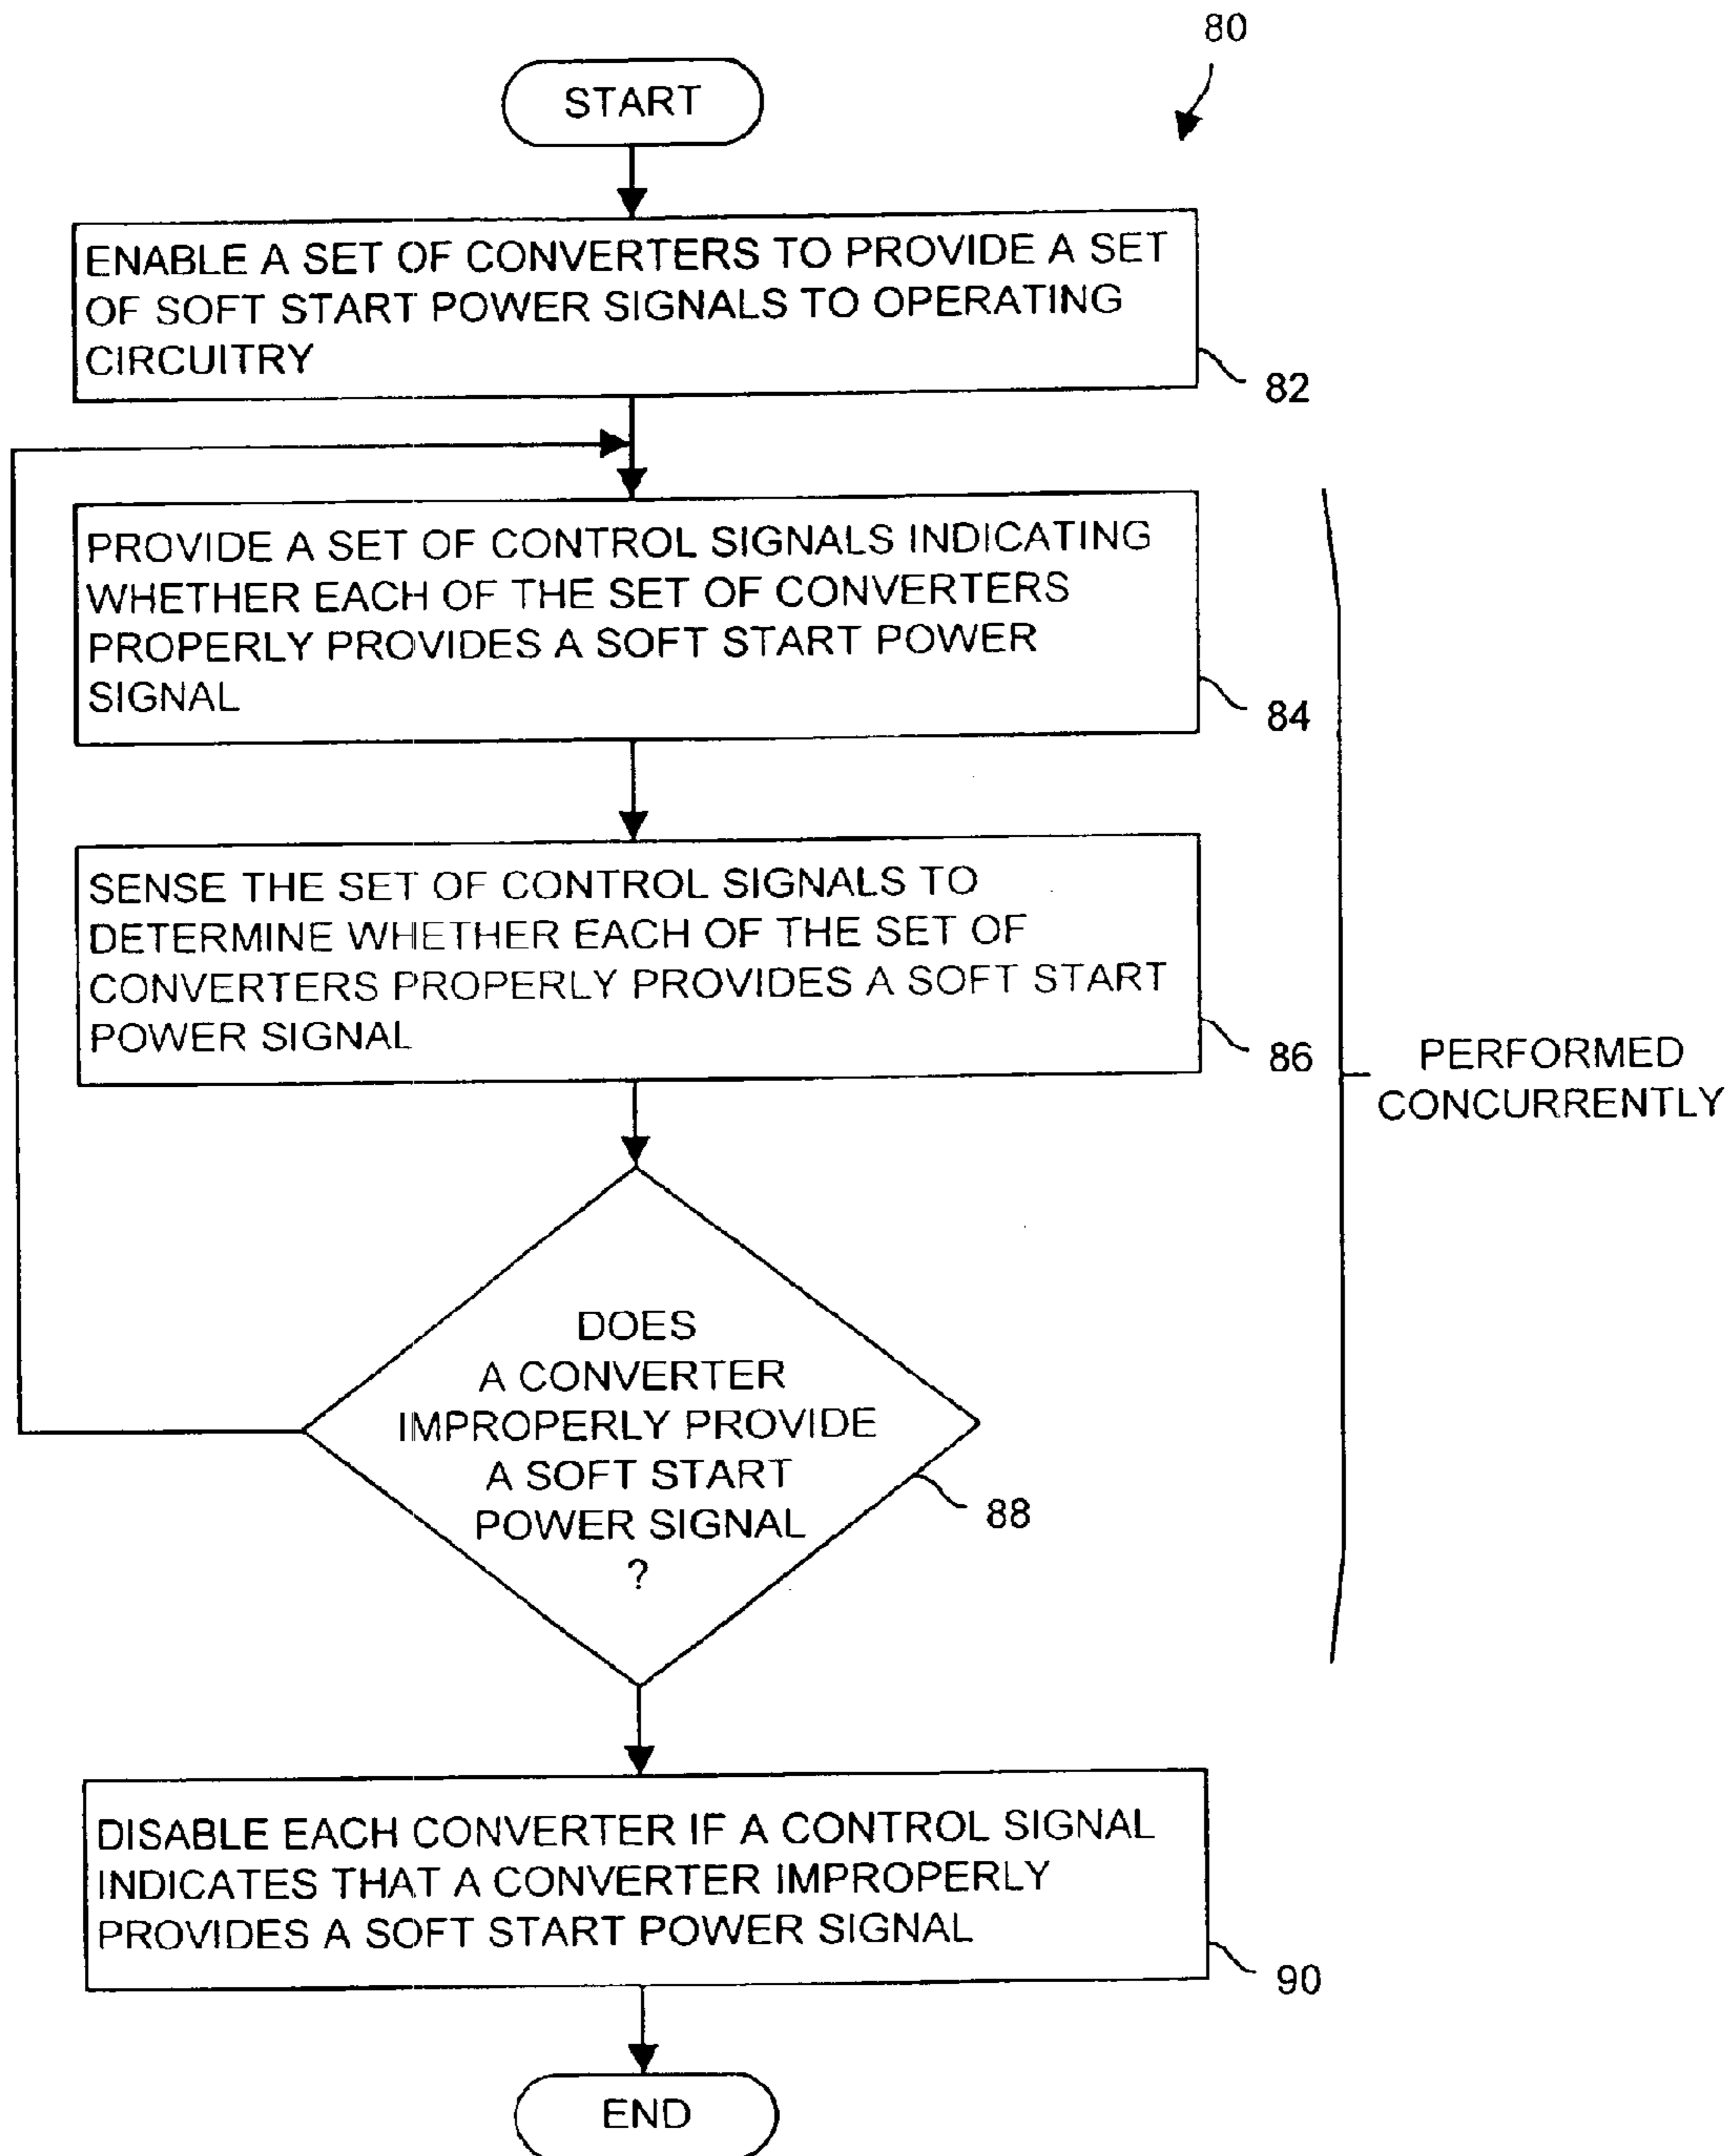 80
START
ENABLE A SET OF CONVERTERS TO PROVIDE A SET
OF SOFT START POWER SIGNALS TO OPERATING
CIRCUITRY
82
PROVIDE A SET OF CONTROL SIGNALS INDICATING
WHETHER EACH OF THE SET OF CONVERTERS
PROPERLY PROVIDES A SOFT START POWER
SIGNAL
84
SENSE THE SET OF CONTROL SIGNALS TO
DETERMINE WHETHER EACH OF THE SET OF
CONVERTERS PROPERLY PROVIDES A SOFT START
POWER SIGNAL
86
PERFORMED
CONCURRENTLY
DOES
A CONVERTER
IMPROPERLY PROVIDE
A SOFT START
POWER SIGNAL
?
88
DISABLE EACH CONVERTER IF A CONTROL SIGNAL
INDICATES THAT A CONVERTER IMPROPERLY
PROVIDES A SOFT START POWER SIGNAL
90
END